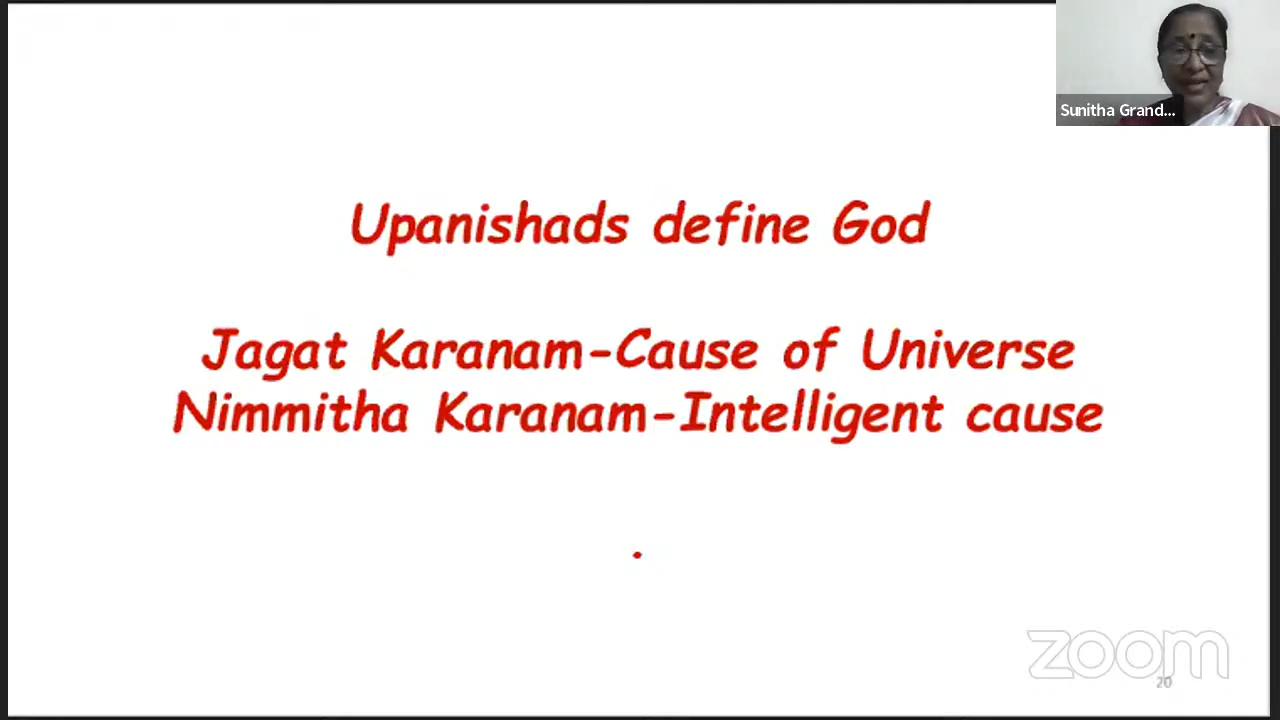 Sunitha Grand...
Upanishads define God
Jagat Karanam-Cause of Universe
Nimmitha Karanam-Intelligent cause
.
zoom
20